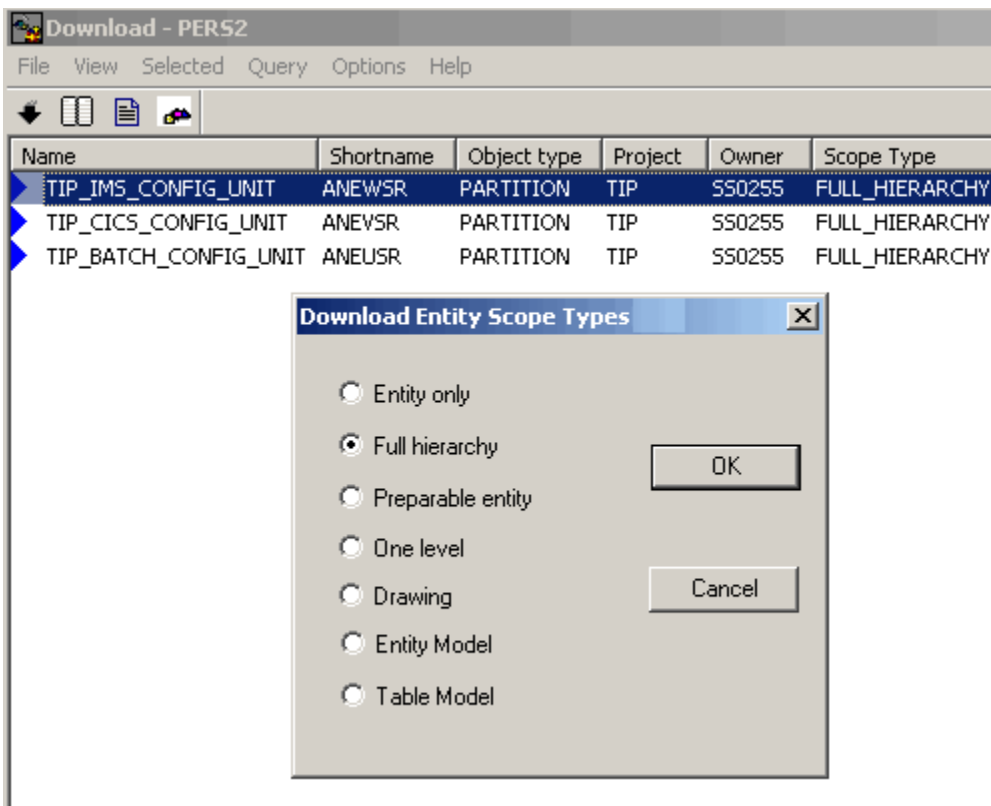 Download - PERS2
File View Selected Query Options Help
Name Shortname Object type Project Owner Scope Type
TIP_IMS_CONFIG_UNIT ANEWSR PARTITION TIP SS0255 FULL_HIERARCHY
TIP_CICS_CONFIG_UNIT ANEVSR PARTITION TIP SS0255 FULL_HIERARCHY
TIP_BATCH_CONFIG_UNIT ANEUSR PARTITION TIP SS0255 FULL_HIERARCHY
Download Entity Scope Types
Entity only
Full hierarchy
OK
Preparable entity
One level
Cancel
Drawing
Entity Model
Table Model